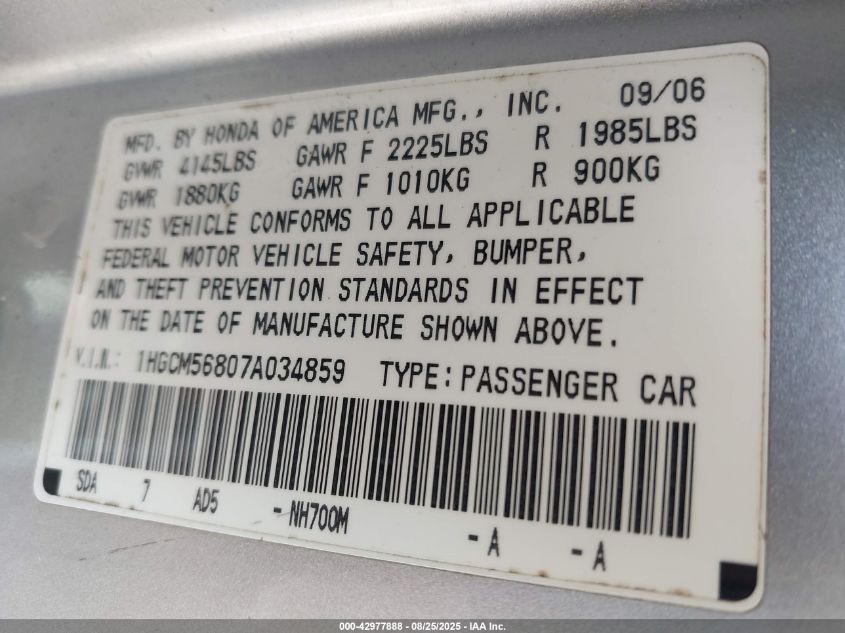 MFD. BY HONDA OF AMERICA MFG., INC. 09/06
GVWR 4145LBS GAWR F 2225LBS R 1985LBS
GVWR 1880KG GAWR F 1010KG R 900KG
THIS VEHICLE CONFORMS TO ALL APPLICABLE
FEDERAL MOTOR VEHICLE SAFETY, BUMPER,
AND THEFT PREVENTION STANDARDS IN EFFECT
ON THE DATE OF MANUFACTURE SHOWN ABOVE.
V.I.N.: 1HGCM56807A034859 TYPE: PASSENGER CAR
SDA 7 AD5 - NH700M - A - A
000-42977888 - 08/25/2025 - IAA Inc.